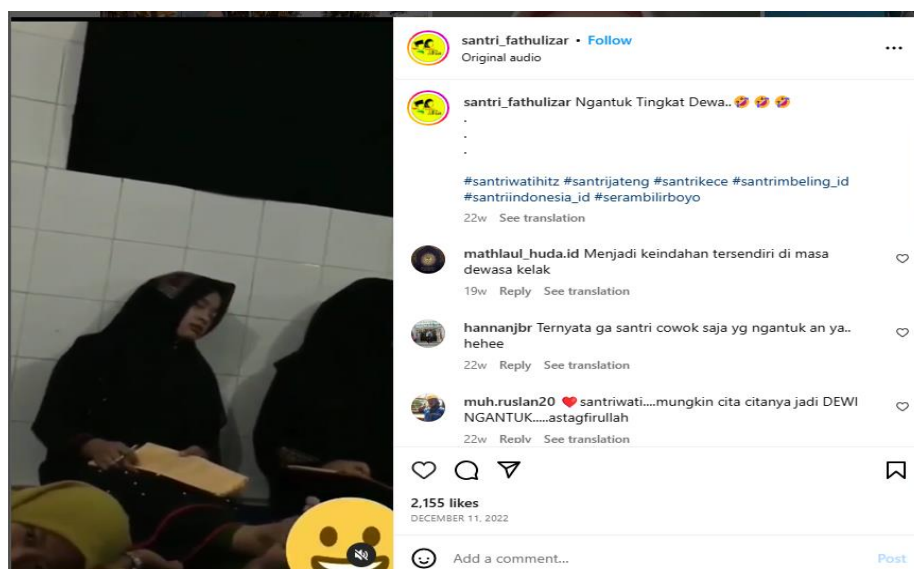 santri_fathulizar • Follow
Original audio
santri_fathulizar Ngantuk Tingkat Dewa..🤣 🤣 🤣
.
.
.
#santriwatihitz #santrijateng #santrikece #santrimbeling_id
#santriindonesia_id #serambilirboyo
22w See translation
mathlaul_huda.id Menjadi keindahan tersendiri di masa
dewasa kelak
19w Reply See translation
hannanjbr Ternyata ga santri cowok saja yg ngantuk an ya..
hehee
22w Reply See translation
muh.ruslan20 ❤️santriwati....mungkin cita citanya jadi DEWI
NGANTUK.....astagfirullah
22w Reply See translation
2,155 likes
DECEMBER 11, 2022
Add a comment... Post